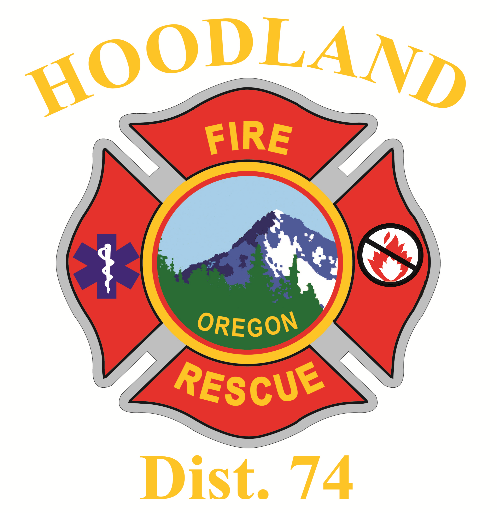 HOODLAND
FIRE
OREGON
RESCUE
Dist. 74